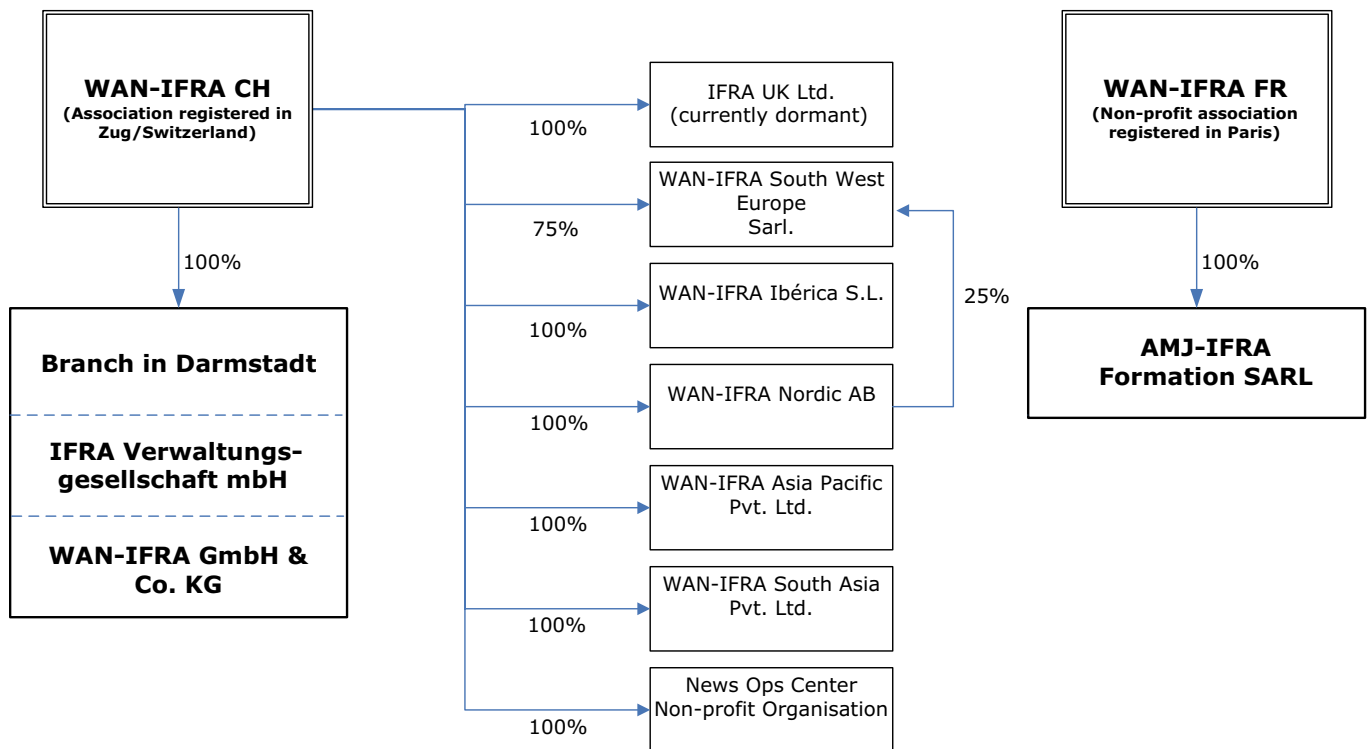 WAN-IFRA CH
(Association registered in
Zug/Switzerland)
100%
Branch in Darmstadt
IFRA Verwaltungs-
gesellschaft mbH
WAN-IFRA GmbH &
Co. KG
100%
IFRA UK Ltd.
(currently dormant)
75%
WAN-IFRA South West
Europe
Sarl.
100%
WAN-IFRA Ibérica S.L.
100%
WAN-IFRA Nordic AB
25%
100%
WAN-IFRA Asia Pacific
Pvt. Ltd.
100%
WAN-IFRA South Asia
Pvt. Ltd.
100%
News Ops Center
Non-profit Organisation
WAN-IFRA FR
(Non-profit association
registered in Paris)
100%
AMJ-IFRA
Formation SARL